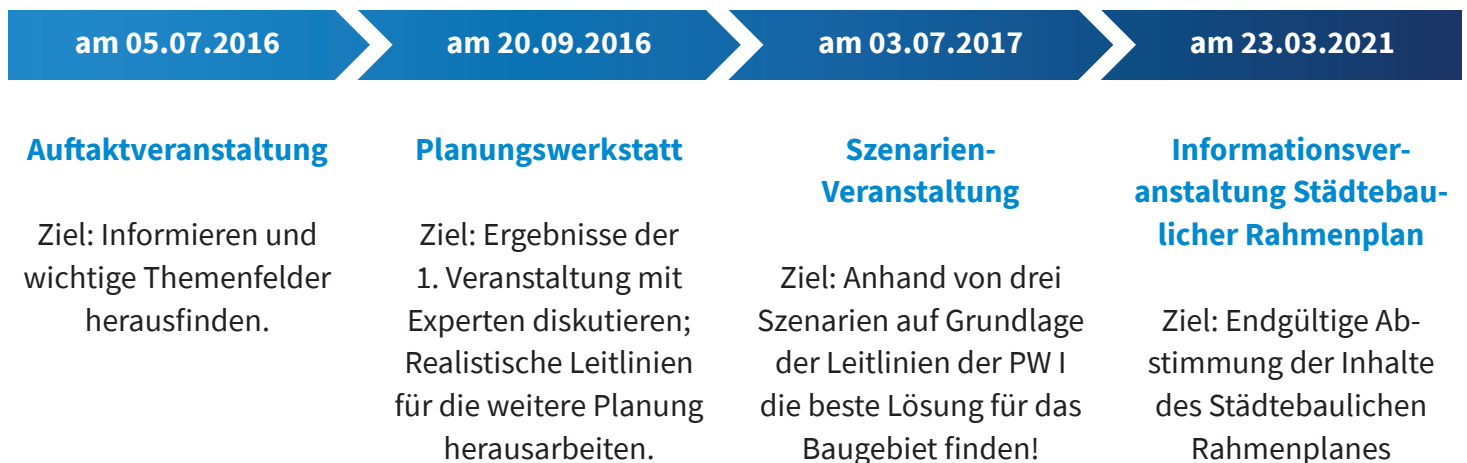 am 05.07.2016
am 20.09.2016
am 03.07.2017
am 23.03.2021
Auftaktveranstaltung
Ziel: Informieren und
wichtige Themenfelder
herausfinden.
Planungswerkstatt
Ziel: Ergebnisse der
1. Veranstaltung mit
Experten diskutieren;
Realistische Leitlinien
für die weitere Planung
herausarbeiten.
Szenarien-
Veranstaltung
Ziel: Anhand von drei
Szenarien auf Grundlage
der Leitlinien der PW I
die beste Lösung für das
Baugebiet finden!
Informationsver-
anstaltung Städtebau-
licher Rahmenplan
Ziel: Endgültige Ab-
stimmung der Inhalte
des Städtebaulichen
Rahmenplanes